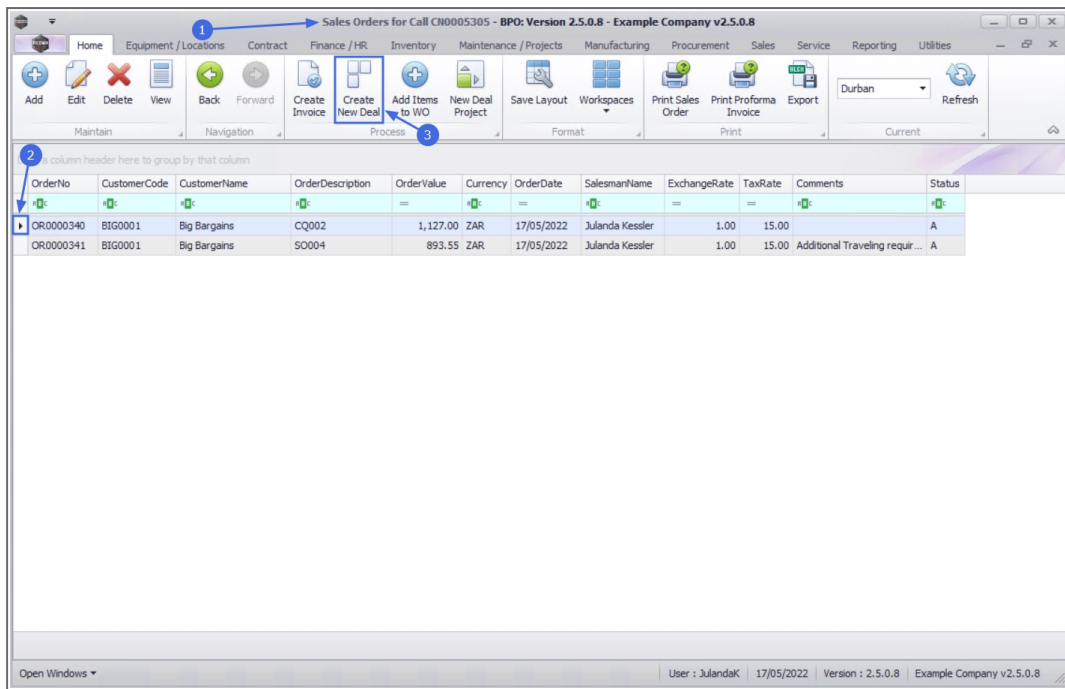 Sales Orders for Call CN0005305 - BPO: Version 2.5.0.8 - Example Company v2.5.0.8
1
Home Equipment / Locations Contract Finance / HR Inventory Maintenance / Projects Manufacturing Procurement Sales Service Reporting Utilities
Add Edit Delete View Back Forward Create Invoice Create New Deal Add Items to WO New Deal Project Save Layout Workspaces Print Sales Order Print Proforma Invoice Export Durban Refresh
Maintain Navigation Process Format Print Current
3
2
a column header here to group by that column
OrderNo CustomerCode CustomerName OrderDescription OrderValue Currency OrderDate SalesmanName ExchangeRate TaxRate Comments Status
OR0000340 BIG0001 Big Bargains CQ002 1,127.00 ZAR 17/05/2022 Julanda Kessler 1.00 15.00 A
OR0000341 BIG0001 Big Bargains SO004 893.55 ZAR 17/05/2022 Julanda Kessler 1.00 15.00 Additional Traveling requir... A
Open Windows User : JulandaK 17/05/2022 Version : 2.5.0.8 Example Company v2.5.0.8